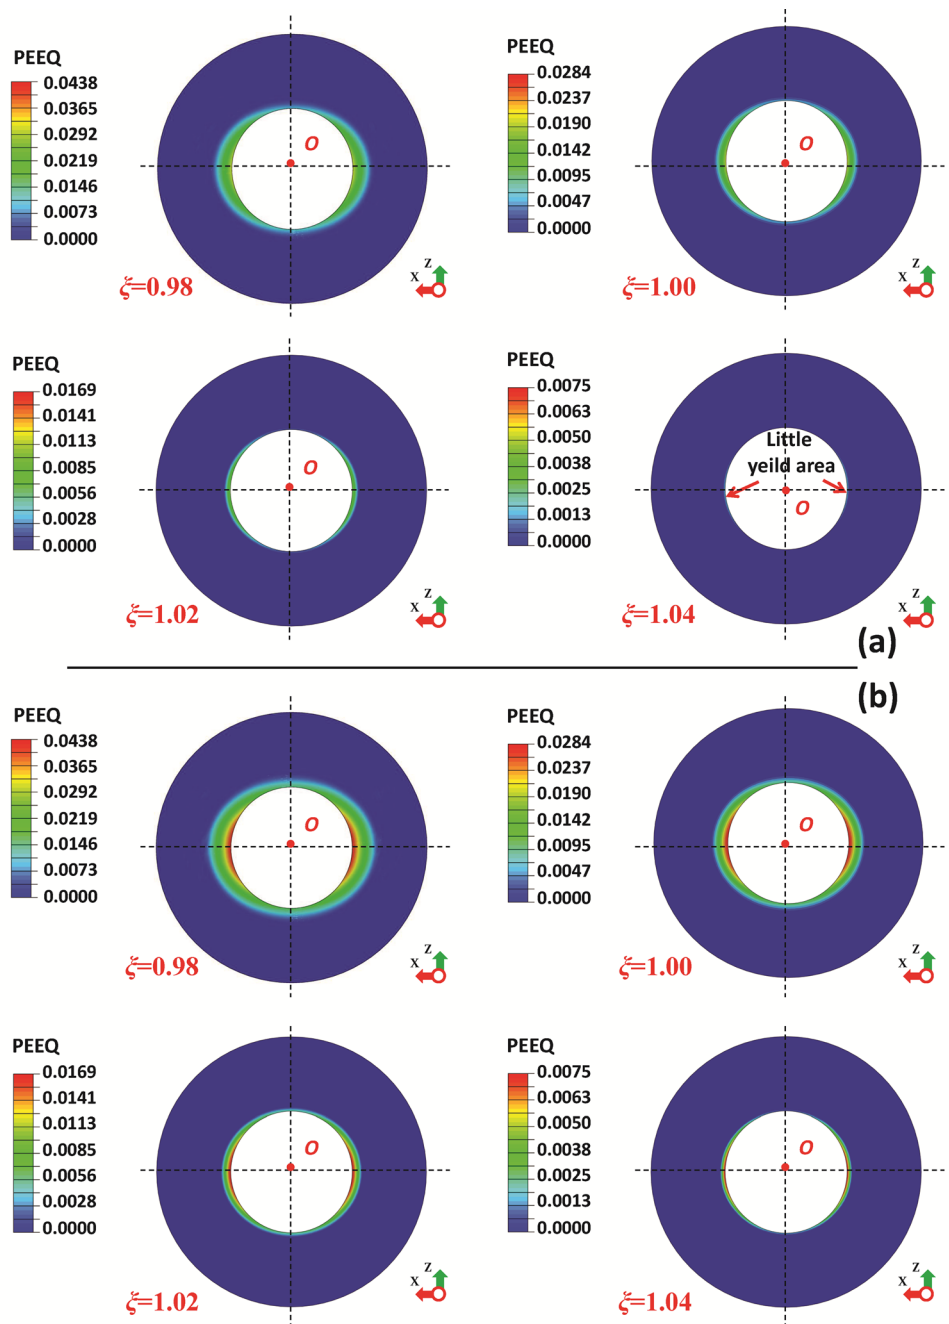 PEEQ
0.0438
0.0365
0.0292
0.0219
0.0146
0.0073
0.0000
O
ξ=0.98
z
x
PEEQ
0.0284
0.0237
0.0190
0.0142
0.0095
0.0047
0.0000
O
ξ=1.00
z
x
PEEQ
0.0169
0.0141
0.0113
0.0085
0.0056
0.0028
0.0000
O
ξ=1.02
z
x
PEEQ
0.0075
0.0063
0.0050
0.0038
0.0025
0.0013
0.0000
Little
yeild area
O
ξ=1.04
z
x
(a)
(b)
PEEQ
0.0438
0.0365
0.0292
0.0219
0.0146
0.0073
0.0000
O
ξ=0.98
z
x
PEEQ
0.0284
0.0237
0.0190
0.0142
0.0095
0.0047
0.0000
O
ξ=1.00
z
x
PEEQ
0.0169
0.0141
0.0113
0.0085
0.0056
0.0028
0.0000
O
ξ=1.02
z
x
PEEQ
0.0075
0.0063
0.0050
0.0038
0.0025
0.0013
0.0000
O
ξ=1.04
z
x